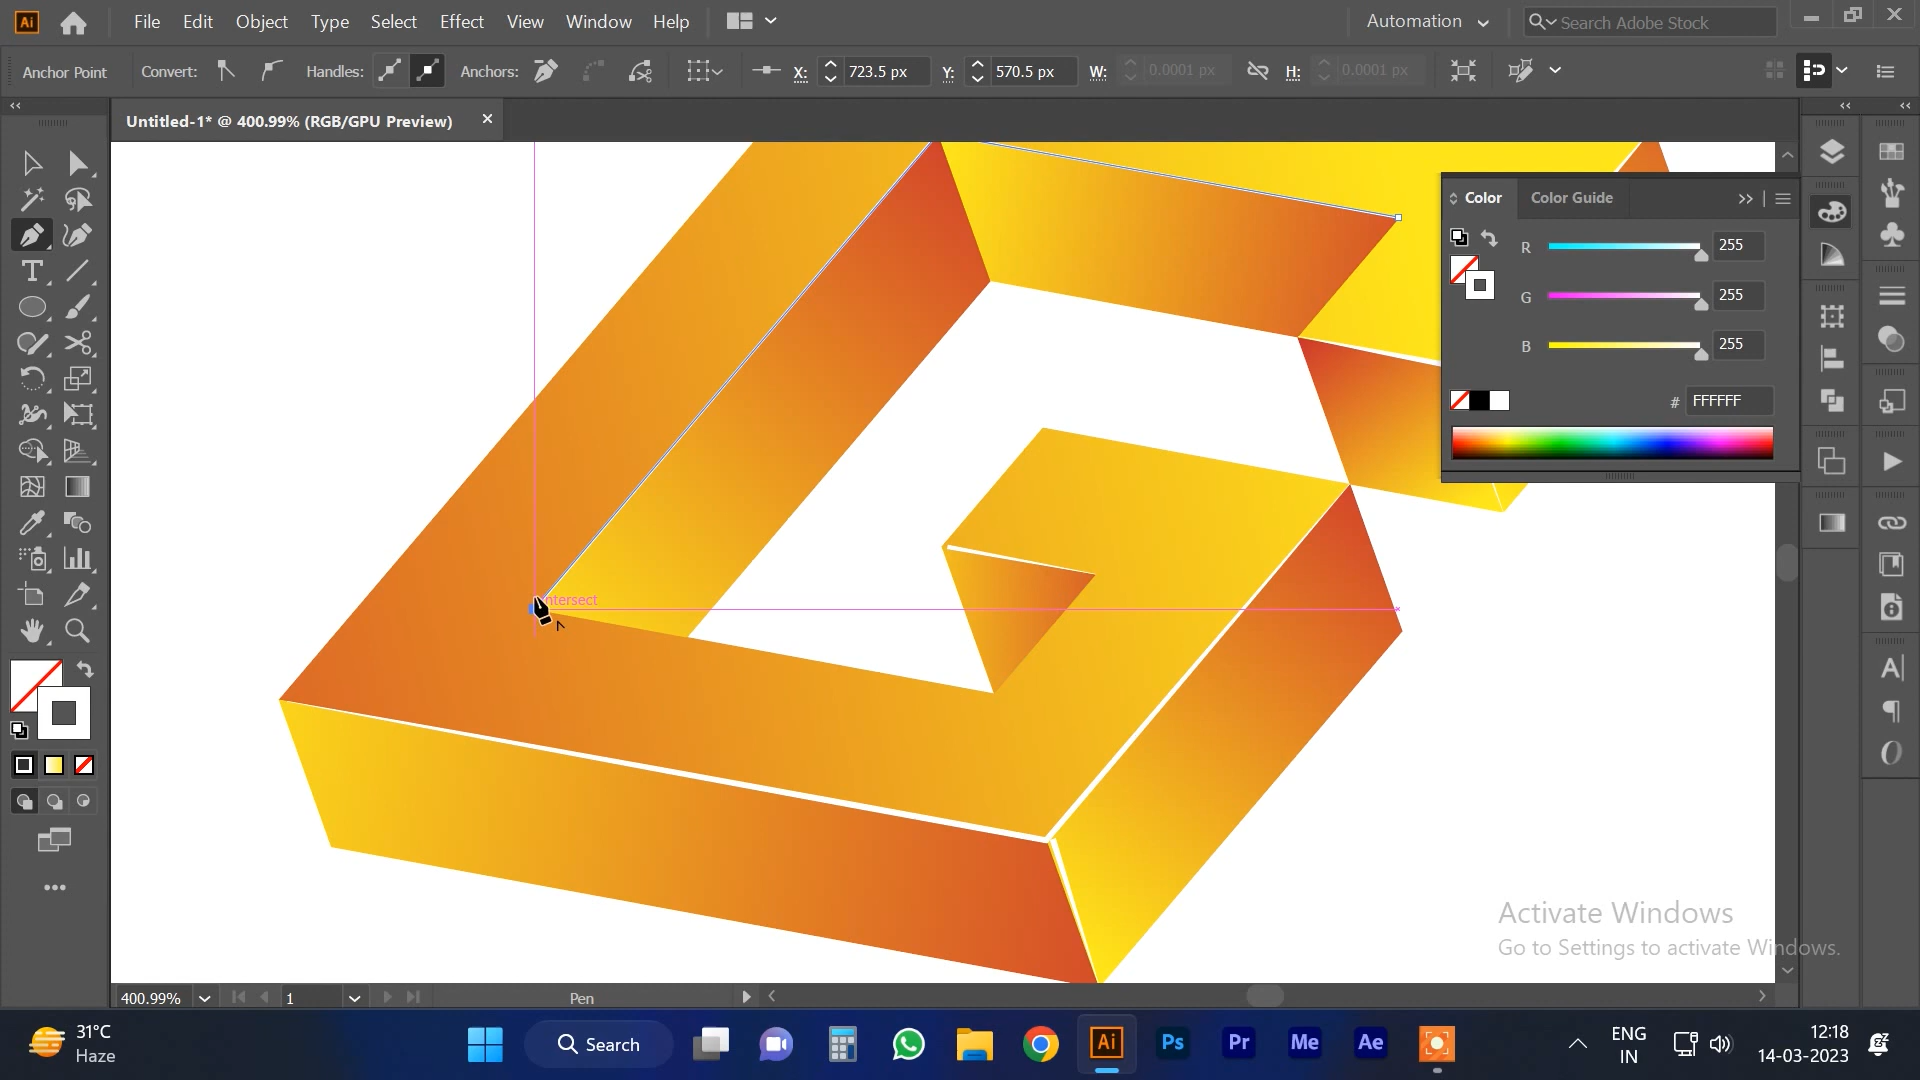 Ai File Edit Object Type Select Effect View Window Help Automation Search Adobe Stock
Anchor Point Convert: Handles: Anchors: X: 723.5 px Y: 570.5 px W: 0.0001 px H: 0.0001 px
Untitled-1* @ 400.99% (RGB/GPU Preview)
Color Color Guide
R 255
G 255
B 255
# FFFFFF
Intersect
Activate Windows
Go to Settings to activate Windows.
400.99% 1 Pen
31°C
Haze
Search
Ai Ps Pr Me Ae
ENG
IN
12:18
14-03-2023